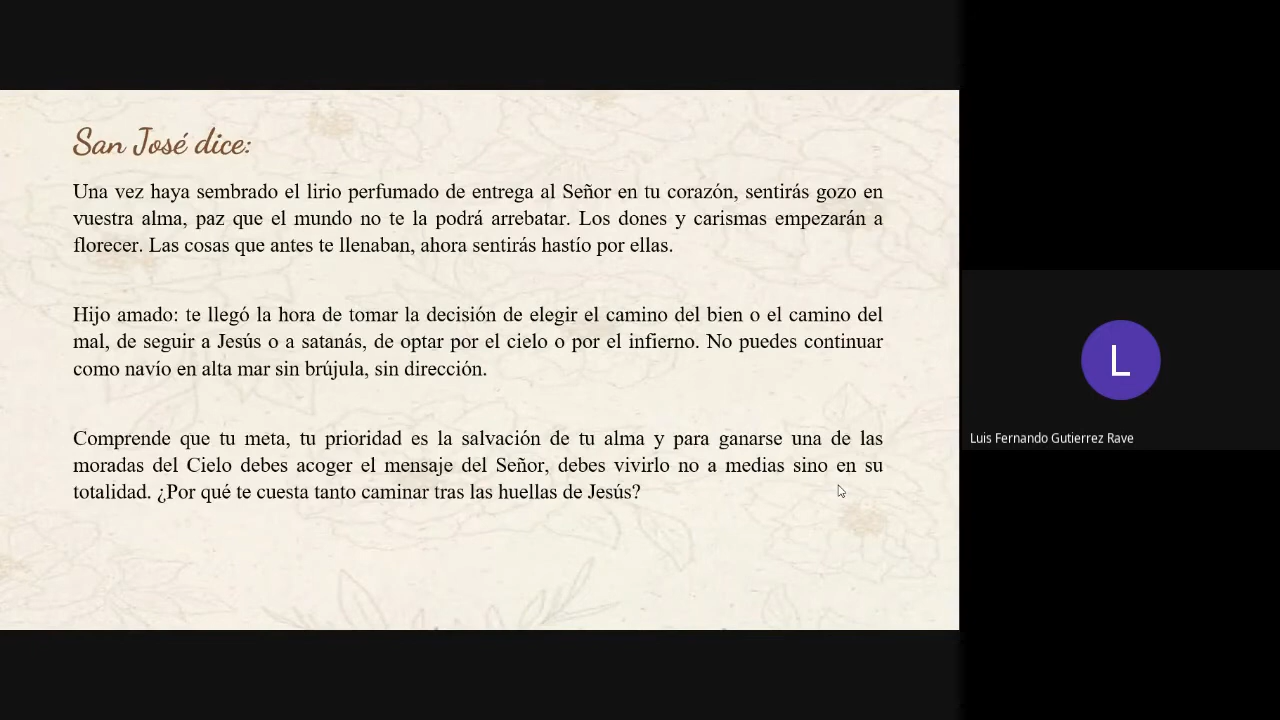 San José dice:
Una vez haya sembrado el lirio perfumado de entrega al Señor en tu corazón, sentirás gozo en
vuestra alma, paz que el mundo no te la podrá arrebatar. Los dones y carismas empezarán a
florecer. Las cosas que antes te llenaban, ahora sentirás hastío por ellas.
Hijo amado: te llegó la hora de tomar la decisión de elegir el camino del bien o el camino del
mal, de seguir a Jesús o a satanás, de optar por el cielo o por el infierno. No puedes continuar
como navío en alta mar sin brújula, sin dirección.
Comprende que tu meta, tu prioridad es la salvación de tu alma y para ganarse una de las
moradas del Cielo debes acoger el mensaje del Señor, debes vivirlo no a medias sino en su
totalidad. ¿Por qué te cuesta tanto caminar tras las huellas de Jesús?
L
Luis Fernando Gutierrez Rave